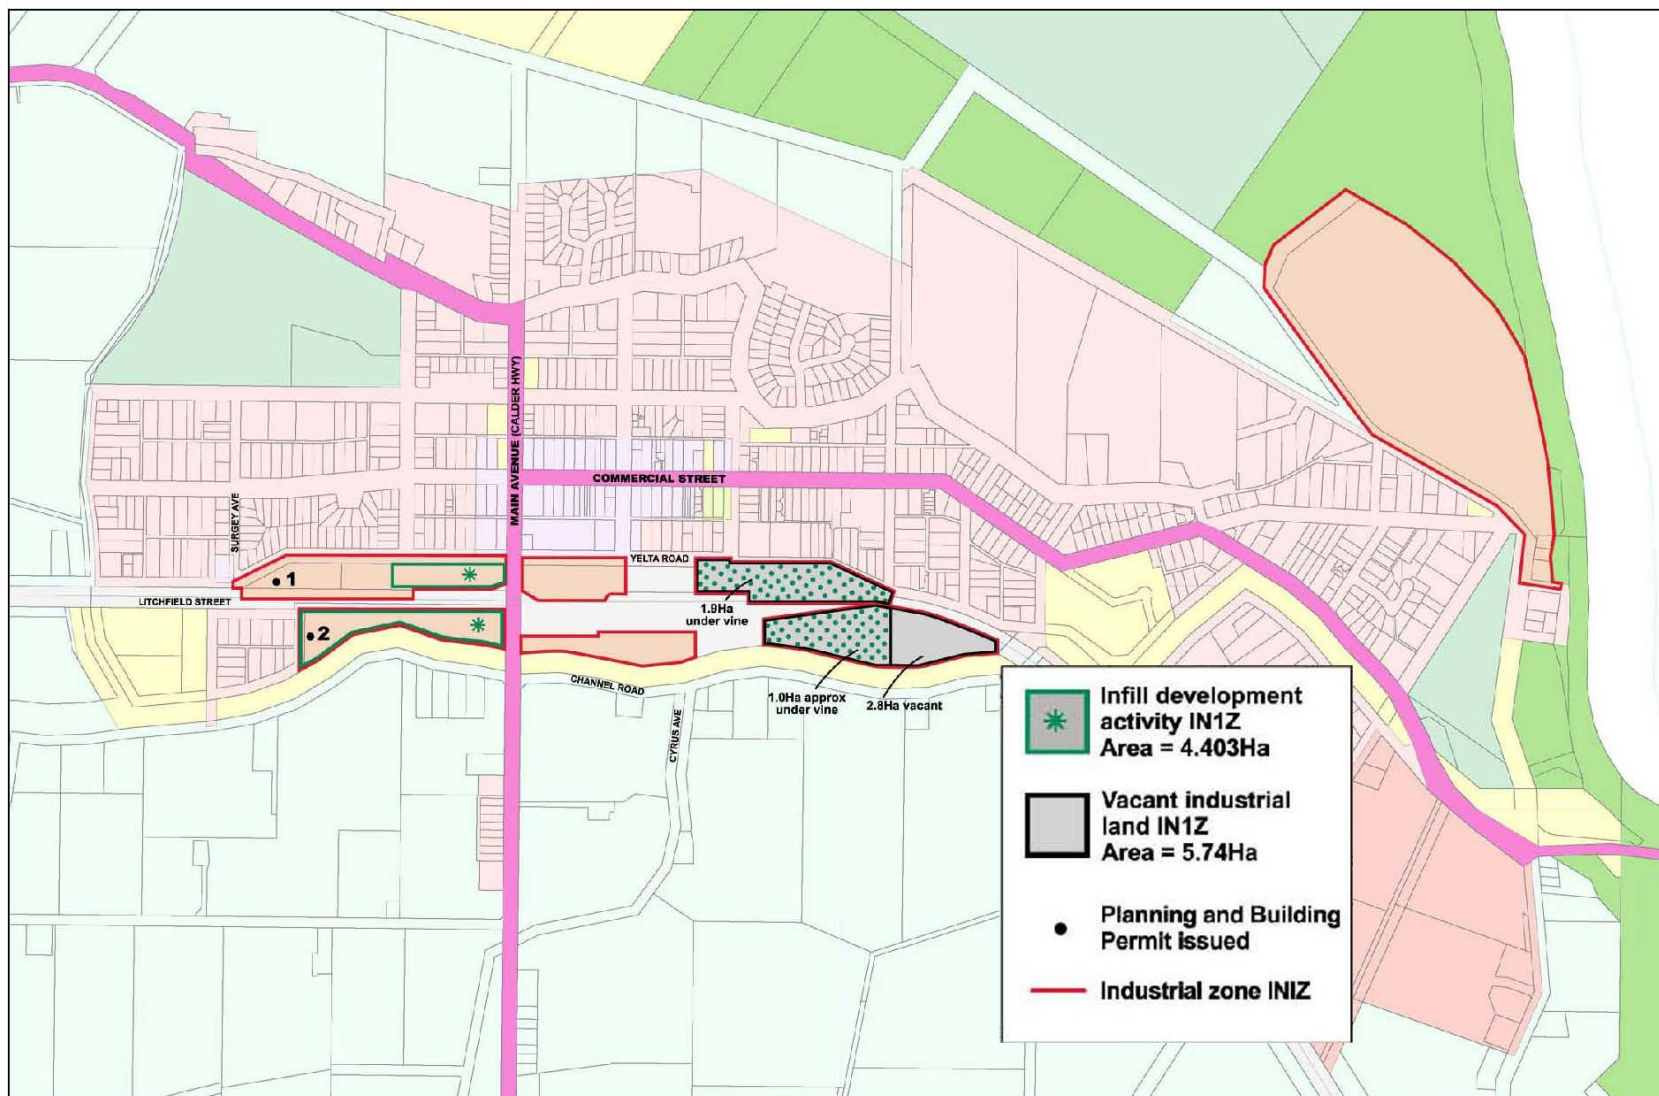 MAIN AVENUE (CALDER HWY)
COMMERCIAL STREET
SURGEY AVE
YELTA ROAD
1
LITCHFIELD STREET
1.9Ha
under vine
2
CHANNEL ROAD
1.0Ha approx
under vine
2.8Ha vacant
CYRUS AVE
Infill development
activity IN1Z
Area = 4.403Ha
Vacant industrial
land IN1Z
Area = 5.74Ha
Planning and Building
Permit issued
Industrial zone INIZ